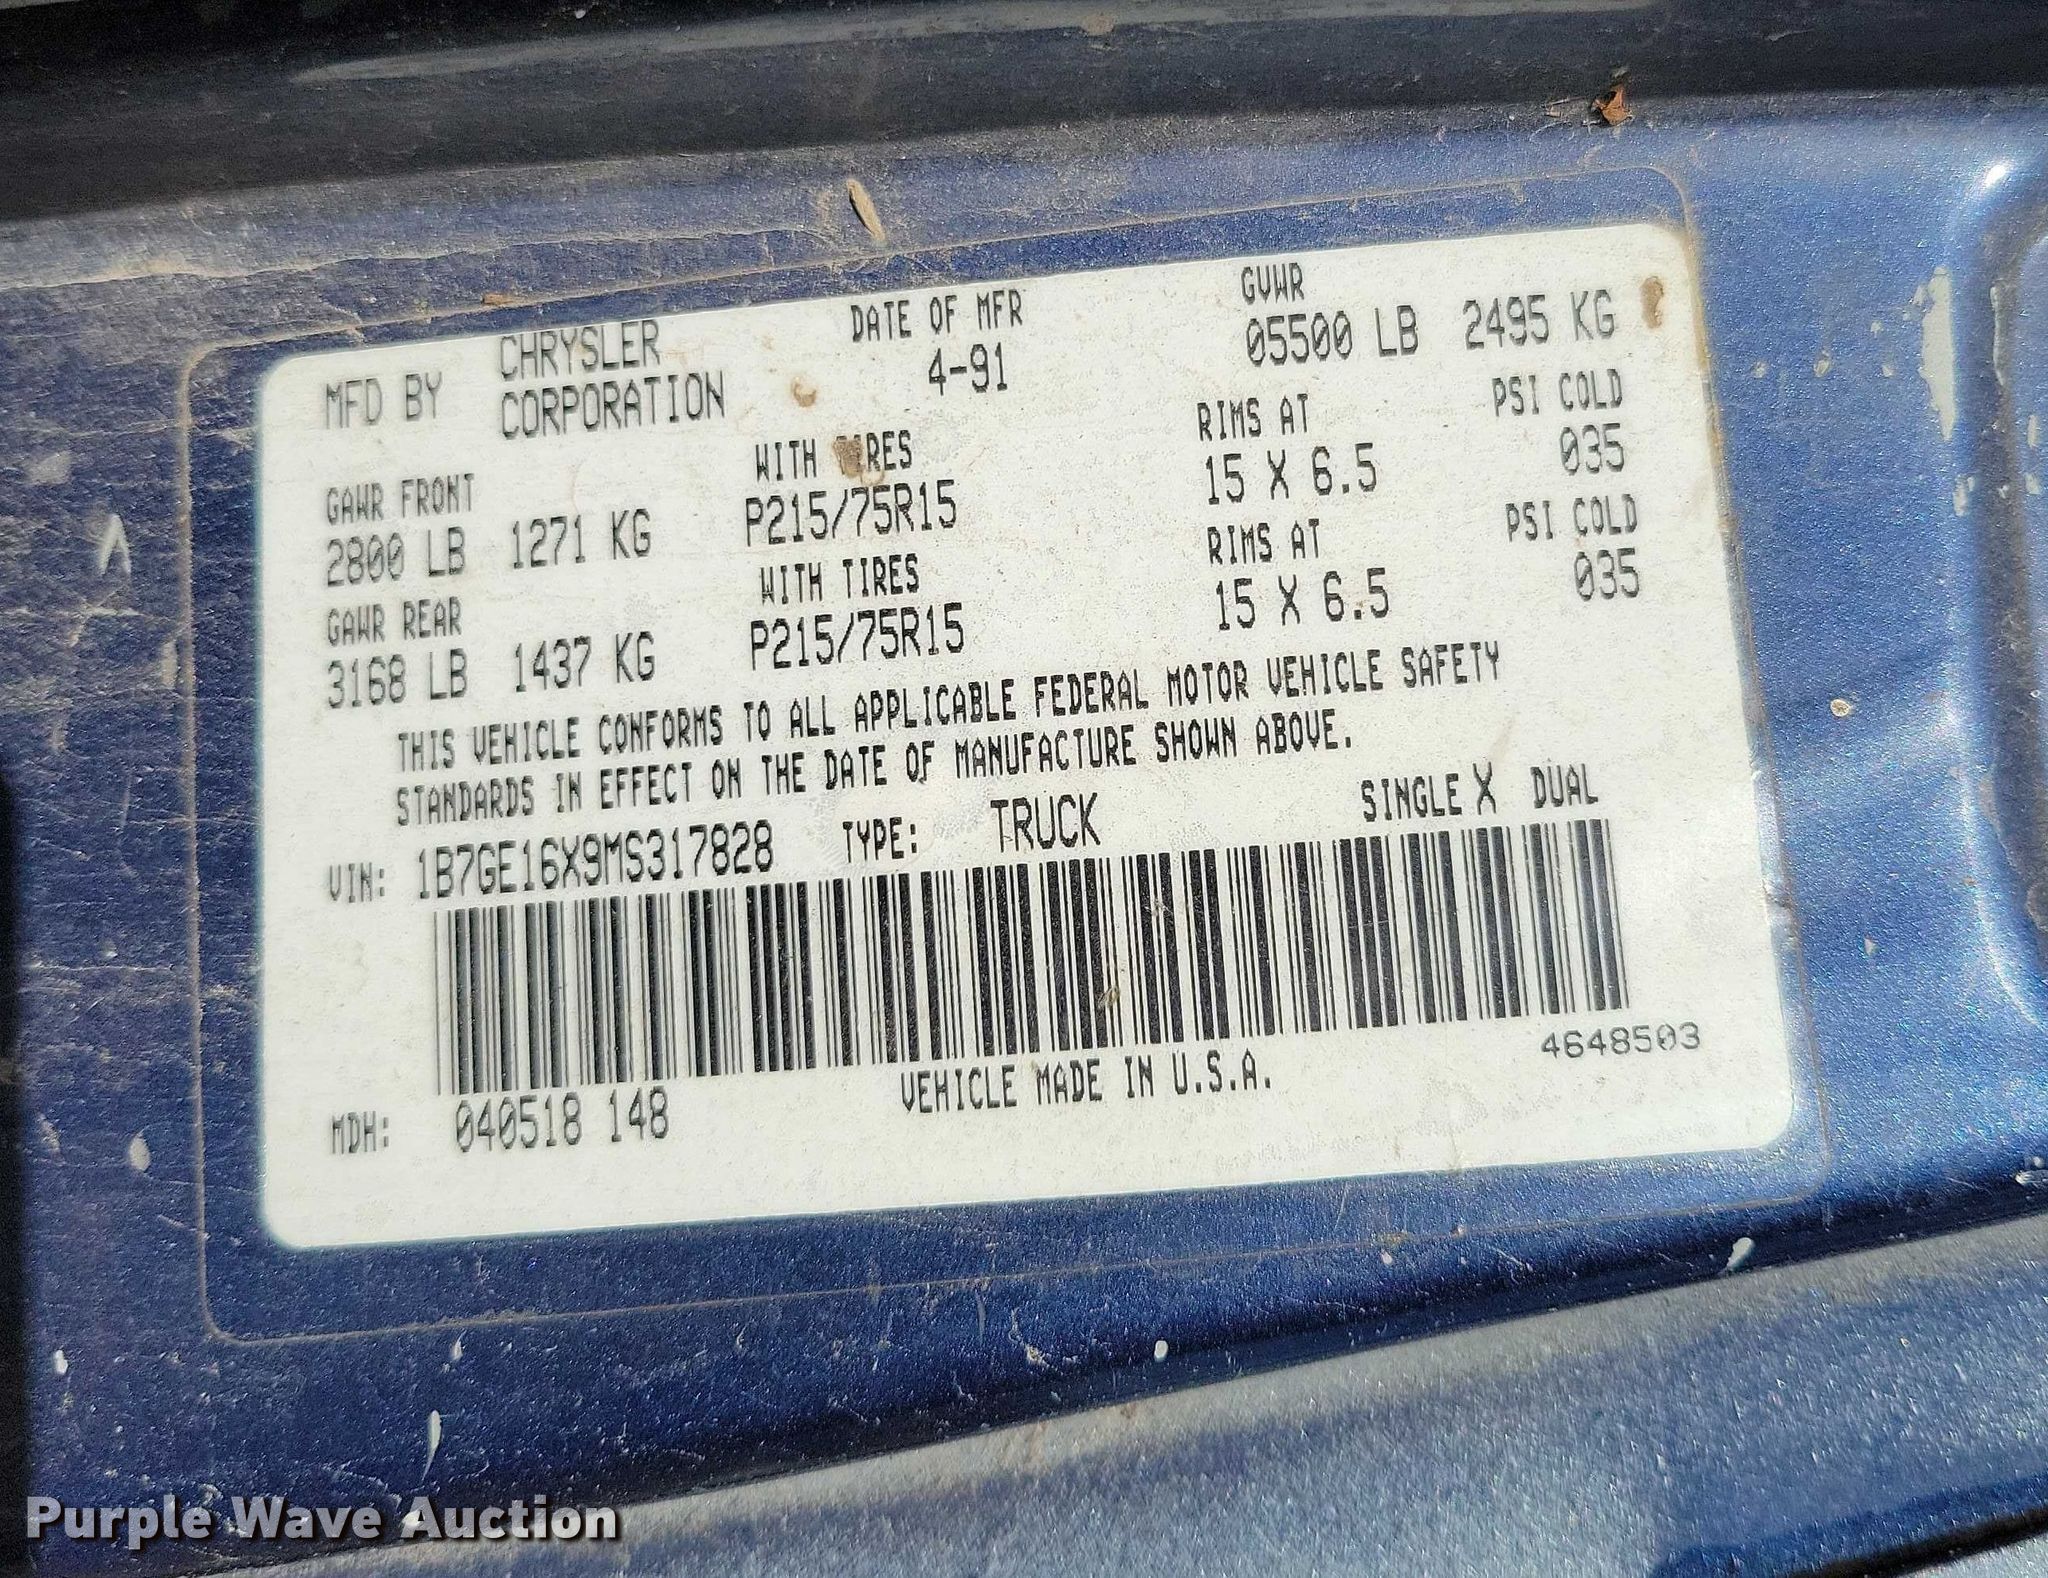 MFD BY CHRYSLER CORPORATION DATE OF MFR 4-91 GVWR 05500 LB 2495 KG
GAWR FRONT WITH TIRES RIMS AT PSI COLD
2800 LB 1271 KG P215/75R15 15 X 6.5 035
GAWR REAR WITH TIRES RIMS AT PSI COLD
3168 LB 1437 KG P215/75R15 15 X 6.5 035
THIS VEHICLE CONFORMS TO ALL APPLICABLE FEDERAL MOTOR VEHICLE SAFETY
STANDARDS IN EFFECT ON THE DATE OF MANUFACTURE SHOWN ABOVE.
VIN: 1B7GE16X9MS317828 TYPE: TRUCK SINGLE X DUAL
MDH: 040518 148 VEHICLE MADE IN U.S.A. 4648503
Purple Wave Auction